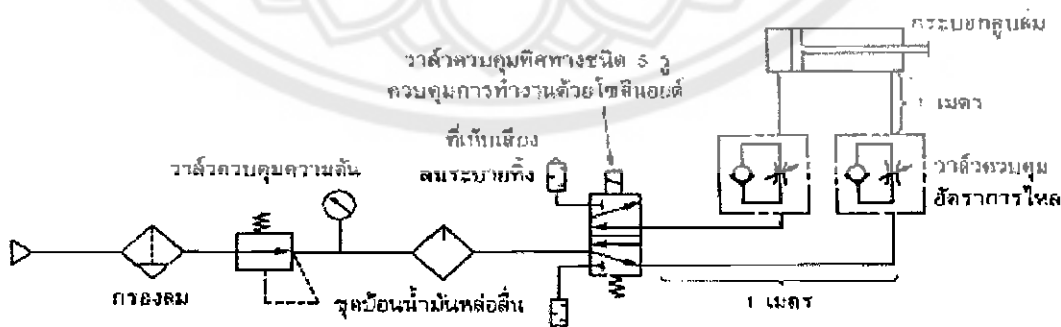 กระบอกลูบลม
วาล์วควบคุมทิศทางชนิด 5 รู
ควบคุมการทำงานด้วยโซลินอยด์
1 เมตร
ที่เก็บเสียง
ลมระบายทิ้ง
วาล์วควบคุมความดัน
วาล์วควบคุม
อัตราการไหล
กรองลม
ชุดป้อนน้ำมันหล่อลื่น
1 เมตร